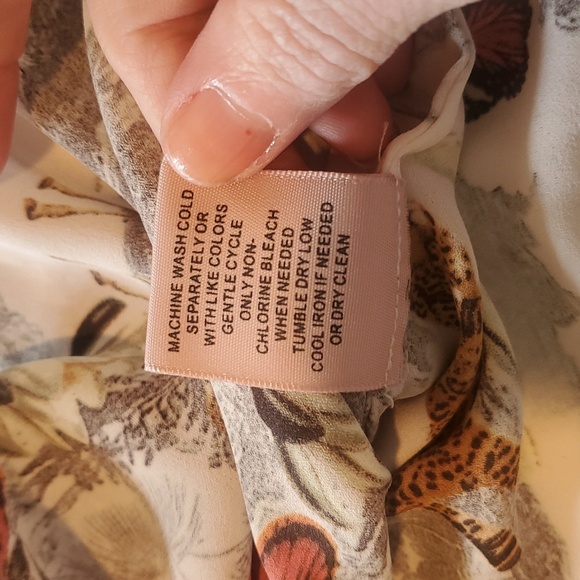 MACHINE WASH COLD
SEPARATELY OR
WITH LIKE COLORS
GENTLE CYCLE
ONLY NON-
CHLORINE BLEACH
WHEN NEEDED
TUMBLE DRY LOW
COOL IRON IF NEEDED
OR DRY CLEAN